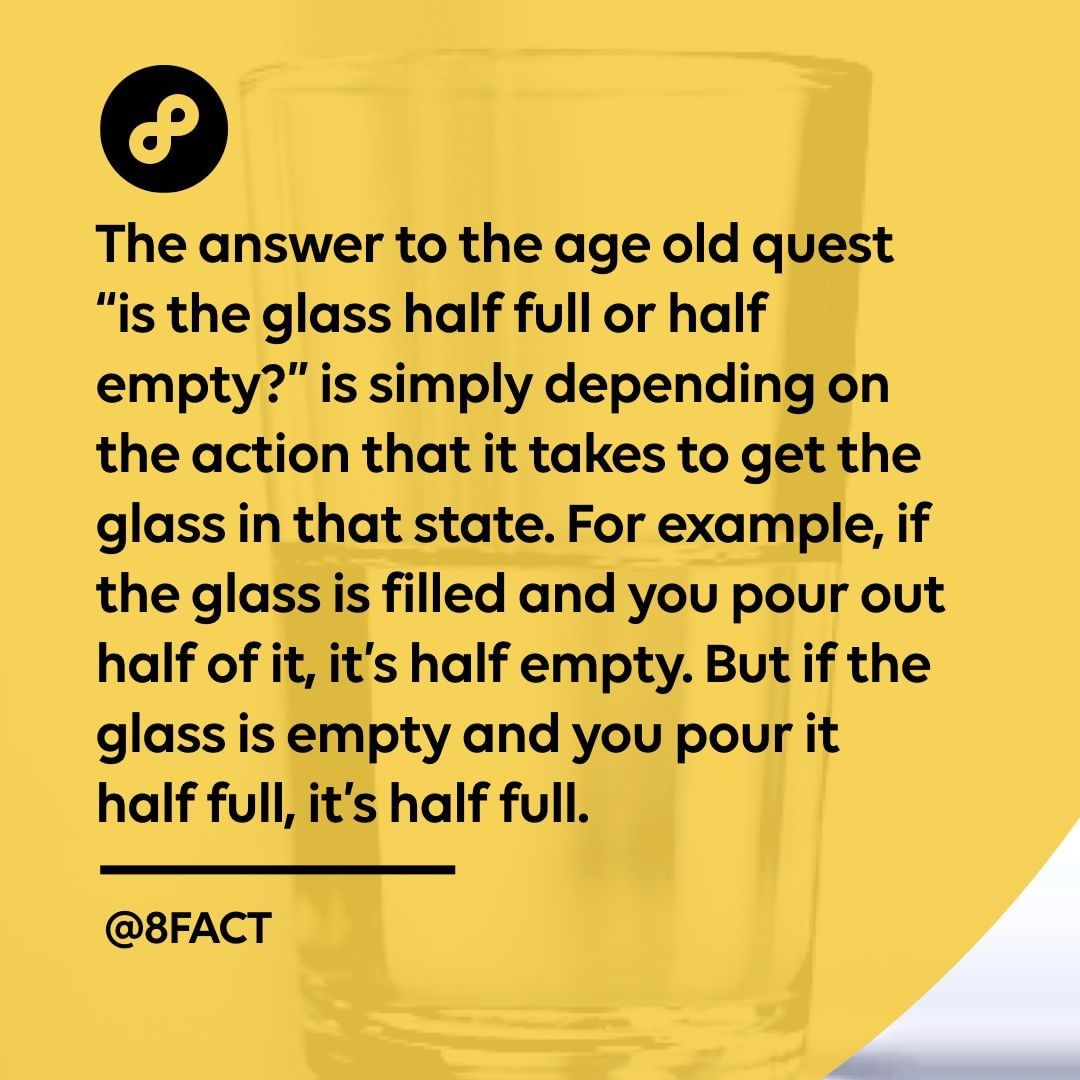 The answer to the age old quest
“is the glass half full or half
empty?” is simply depending on
the action that it takes to get the
glass in that state. For example, if
the glass is filled and you pour out
half of it, it’s half empty. But if the
glass is empty and you pour it
half full, it’s half full.
@8FACT